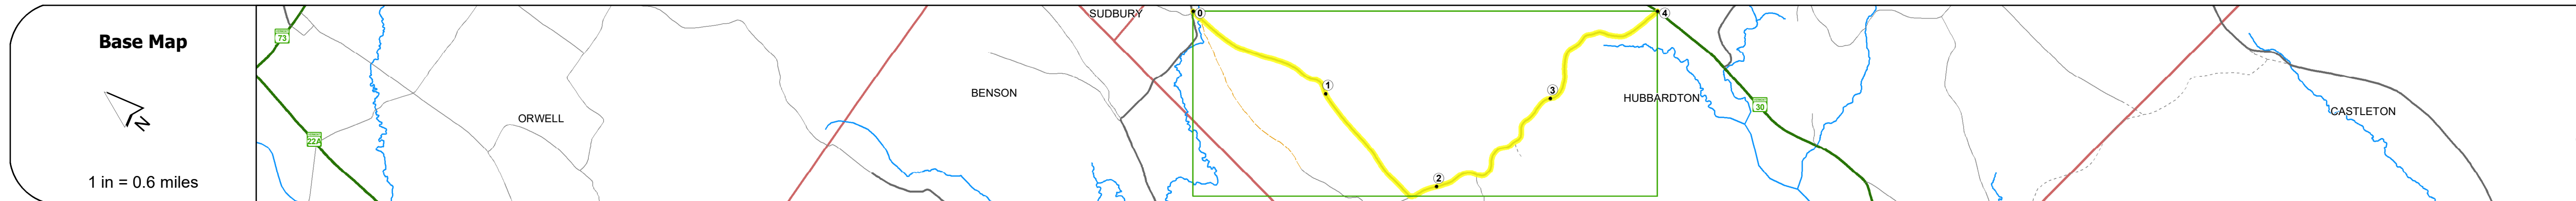 Base Map
N
1 in = 0.6 miles
73
22A
ORWELL
BENSON
SUDBURY
0
1
2
3
4
HUBBARDTON
30
CASTLETON